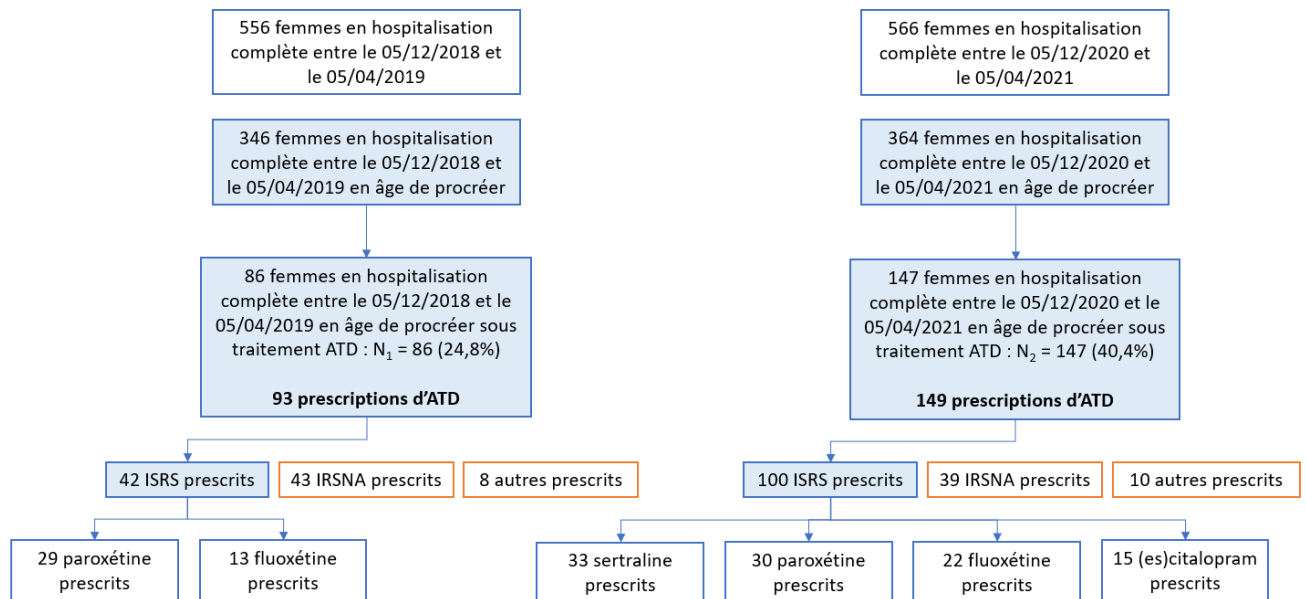 556 femmes en hospitalisation
complète entre le 05/12/2018 et
le 05/04/2019
346 femmes en hospitalisation
complète entre le 05/12/2018 et
le 05/04/2019 en âge de procréer
86 femmes en hospitalisation
complète entre le 05/12/2018 et le
05/04/2019 en âge de procréer sous
traitement ATD : N₁ = 86 (24,8%)
93 prescriptions d'ATD
42 ISRS prescrits
43 IRSNA prescrits
8 autres prescrits
29 paroxétine
prescrits
13 fluoxétine
prescrits
566 femmes en hospitalisation
complète entre le 05/12/2020 et
le 05/04/2021
364 femmes en hospitalisation
complète entre le 05/12/2020 et
le 05/04/2021 en âge de procréer
147 femmes en hospitalisation
complète entre le 05/12/2020 et le
05/04/2021 en âge de procréer sous
traitement ATD : N₂ = 147 (40,4%)
149 prescriptions d'ATD
100 ISRS prescrits
39 IRSNA prescrits
10 autres prescrits
33 sertraline
prescrits
30 paroxétine
prescrits
22 fluoxétine
prescrits
15 (es)citalopram
prescrits